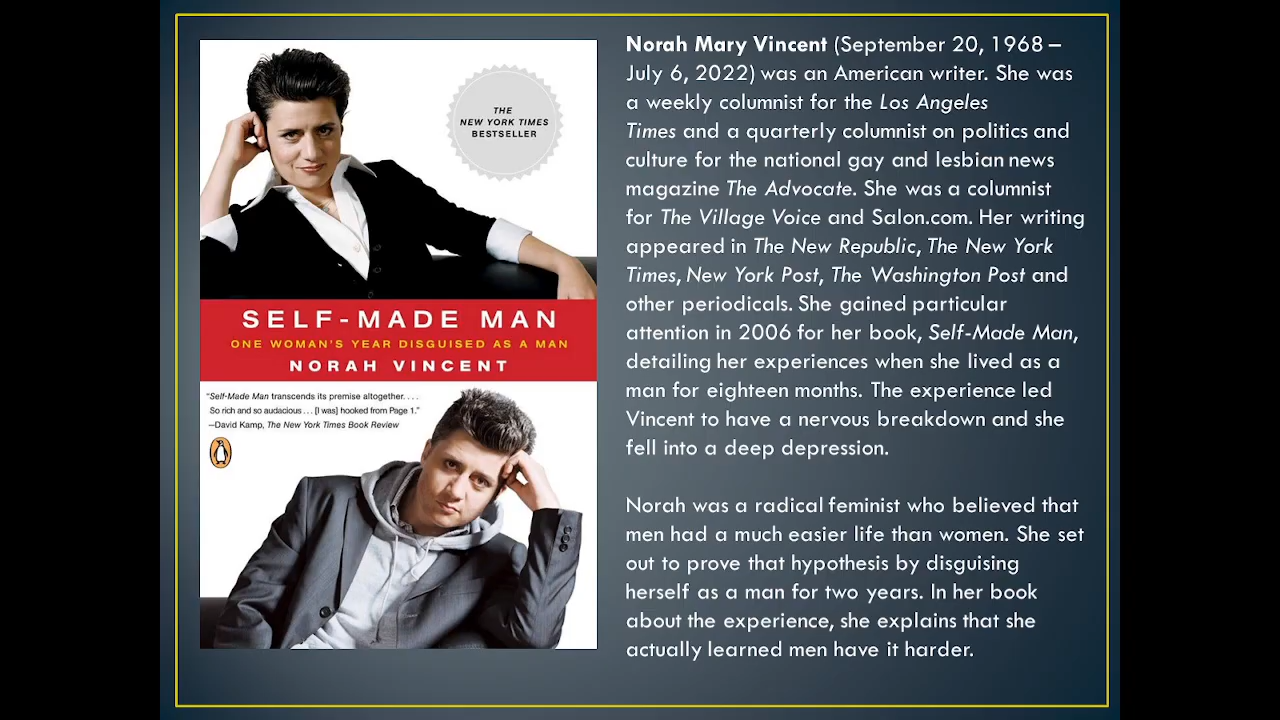 THE
NEW YORK TIMES
BESTSELLER
SELF-MADE MAN
ONE WOMAN'S YEAR DISGUISED AS A MAN
NORAH VINCENT
"Self-Made Man transcends its premise altogether. . . .
So rich and so audacious . . . [I was] hooked from Page 1."
—David Kamp, The New York Times Book Review
Norah Mary Vincent (September 20, 1968 –
July 6, 2022) was an American writer. She was
a weekly columnist for the Los Angeles
Times and a quarterly columnist on politics and
culture for the national gay and lesbian news
magazine The Advocate. She was a columnist
for The Village Voice and Salon.com. Her writing
appeared in The New Republic, The New York
Times, New York Post, The Washington Post and
other periodicals. She gained particular
attention in 2006 for her book, Self-Made Man,
detailing her experiences when she lived as a
man for eighteen months. The experience led
Vincent to have a nervous breakdown and she
fell into a deep depression.
Norah was a radical feminist who believed that
men had a much easier life than women. She set
out to prove that hypothesis by disguising
herself as a man for two years. In her book
about the experience, she explains that she
actually learned men have it harder.